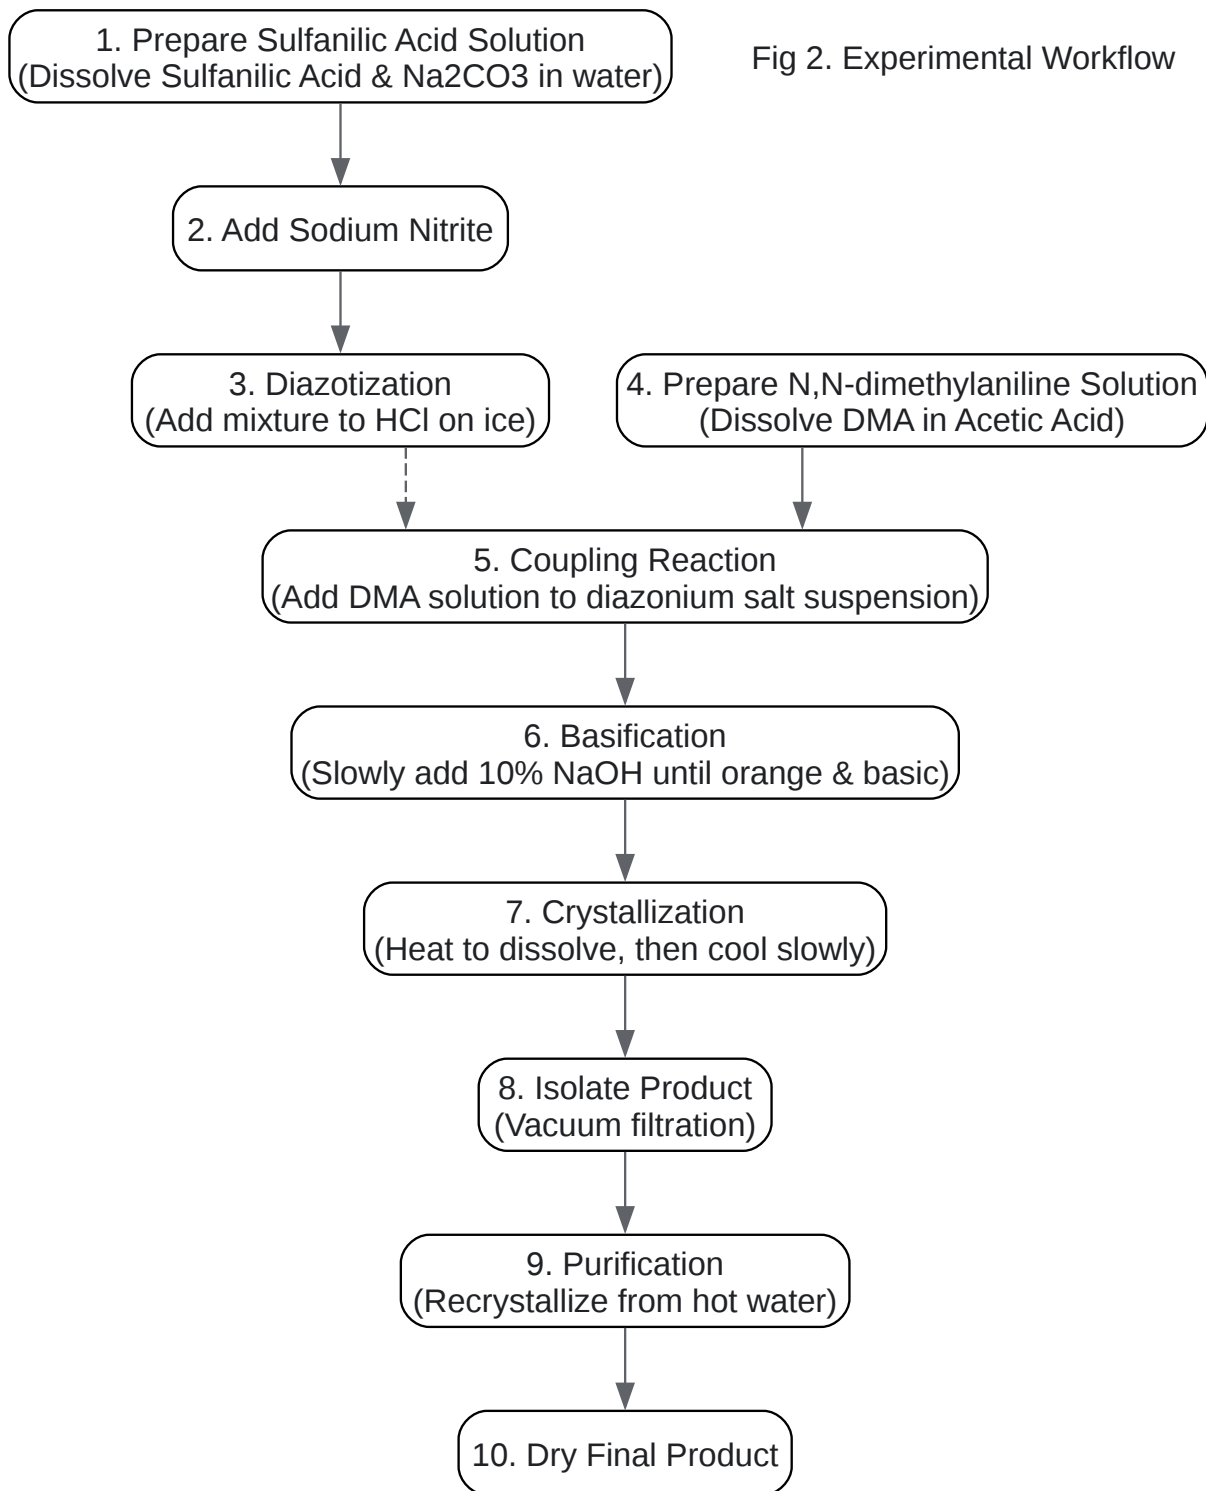 1. Prepare Sulfanilic Acid Solution
(Dissolve Sulfanilic Acid & Na2CO3 in water)
Fig 2. Experimental Workflow
2. Add Sodium Nitrite
3. Diazotization
(Add mixture to HCl on ice)
4. Prepare N,N-dimethylaniline Solution
(Dissolve DMA in Acetic Acid)
5. Coupling Reaction
(Add DMA solution to diazonium salt suspension)
6. Basification
(Slowly add 10% NaOH until orange & basic)
7. Crystallization
(Heat to dissolve, then cool slowly)
8. Isolate Product
(Vacuum filtration)
9. Purification
(Recrystallize from hot water)
10. Dry Final Product